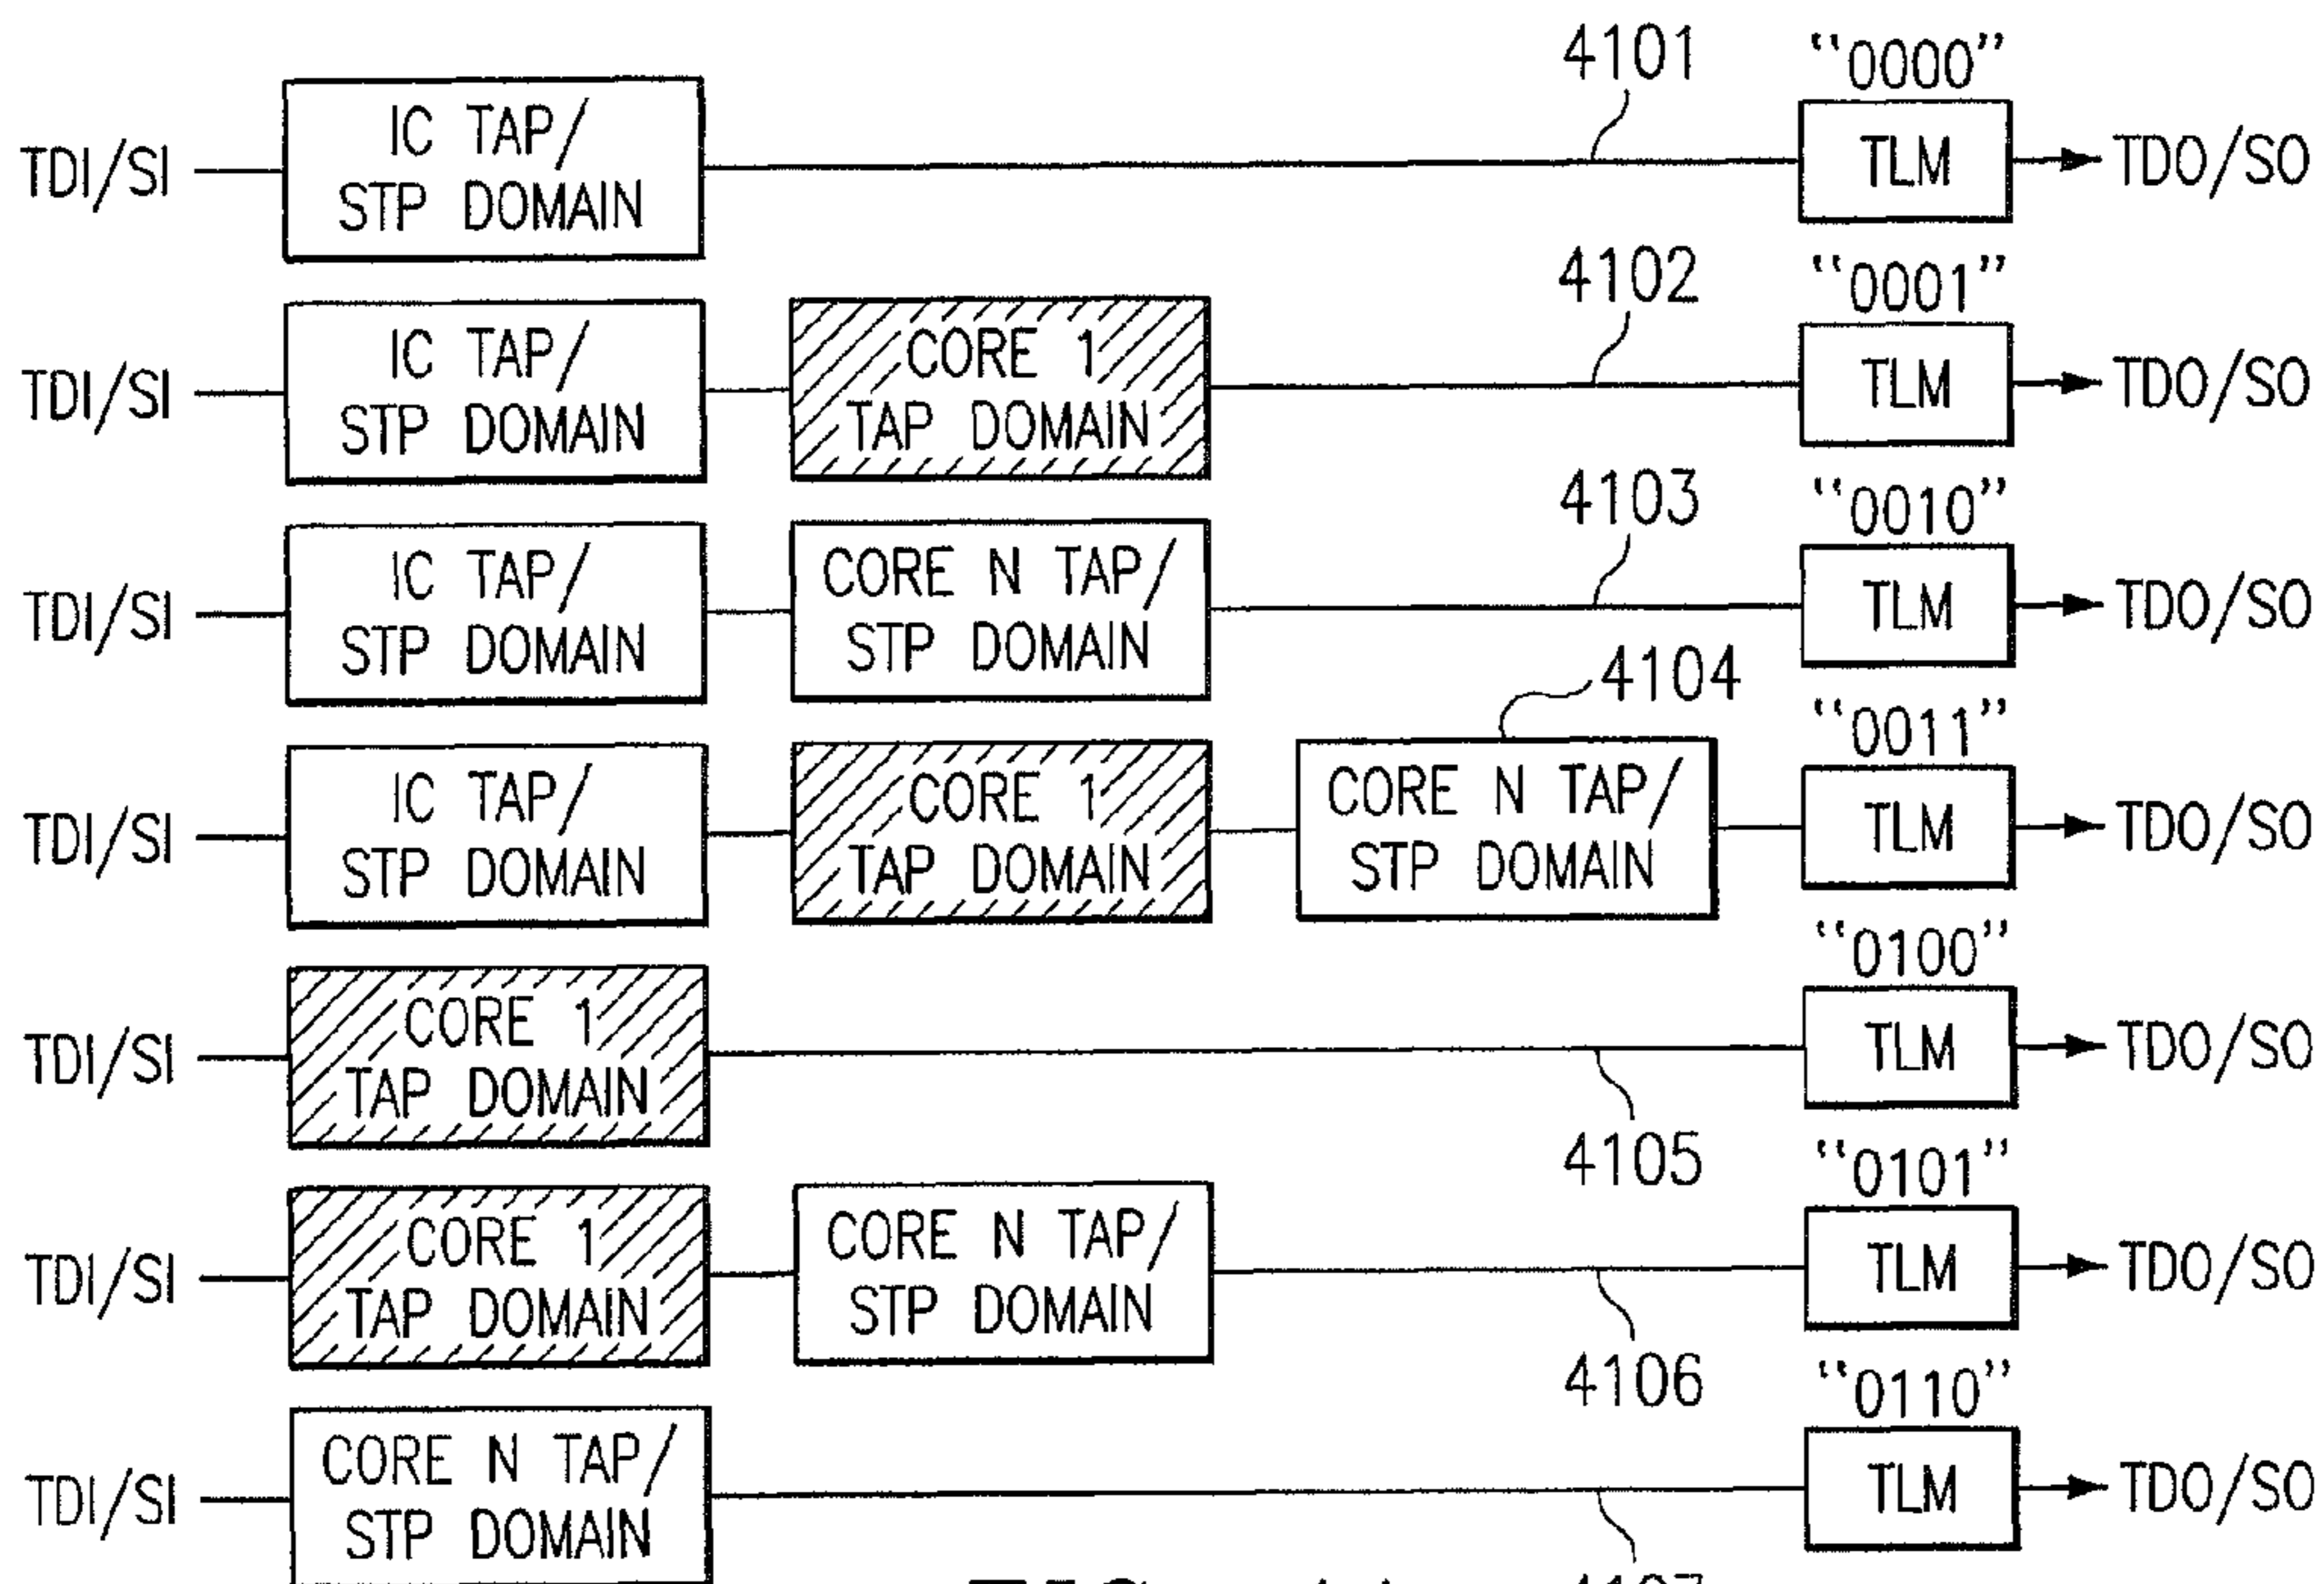 4101 “0000”
TDI/SI IC TAP/ STP DOMAIN TLM TDO/SO
4102 “0001”
TDI/SI IC TAP/ STP DOMAIN CORE 1 TAP DOMAIN TLM TDO/SO
4103 “0010”
TDI/SI IC TAP/ STP DOMAIN CORE N TAP/ STP DOMAIN TLM TDO/SO
4104 “0011”
TDI/SI IC TAP/ STP DOMAIN CORE 1 TAP DOMAIN CORE N TAP/ STP DOMAIN TLM TDO/SO
“0100”
TDI/SI CORE 1 TAP DOMAIN TLM TDO/SO
4105 “0101”
TDI/SI CORE 1 TAP DOMAIN CORE N TAP/ STP DOMAIN TLM TDO/SO
4106 “0110”
TDI/SI CORE N TAP/ STP DOMAIN TLM TDO/SO